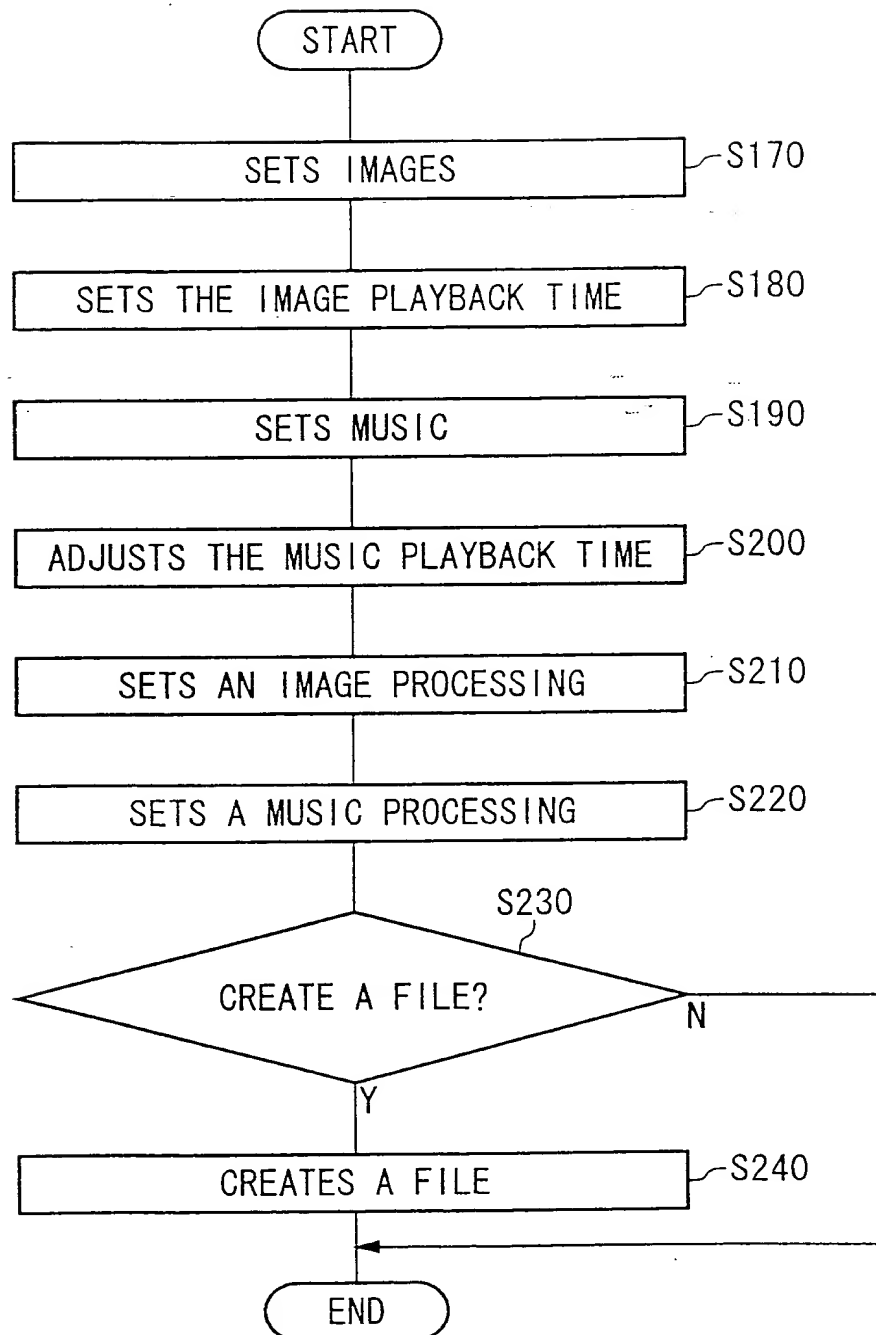 START
SETS IMAGES
S170
SETS THE IMAGE PLAYBACK TIME
S180
SETS MUSIC
S190
ADJUSTS THE MUSIC PLAYBACK TIME
S200
SETS AN IMAGE PROCESSING
S210
SETS A MUSIC PROCESSING
S220
S230
CREATE A FILE?
N
Y
CREATES A FILE
S240
END